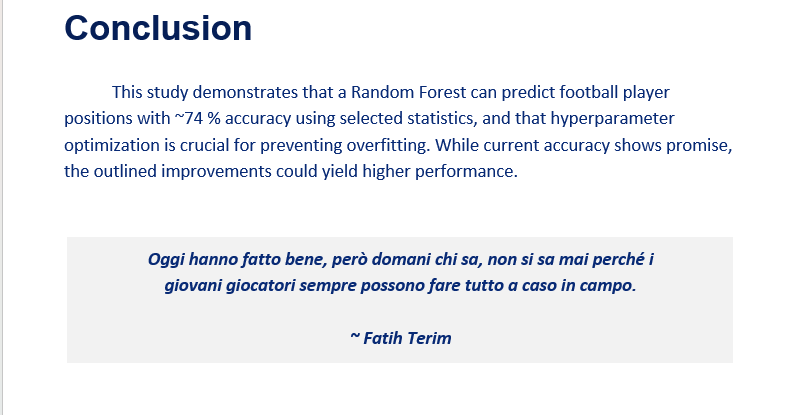 Conclusion
This study demonstrates that a Random Forest can predict football player
positions with ~74 % accuracy using selected statistics, and that hyperparameter
optimization is crucial for preventing overfitting. While current accuracy shows promise,
the outlined improvements could yield higher performance.
Oggi hanno fatto bene, però domani chi sa, non si sa mai perché i
giovani giocatori sempre possono fare tutto a caso in campo.
~ Fatih Terim